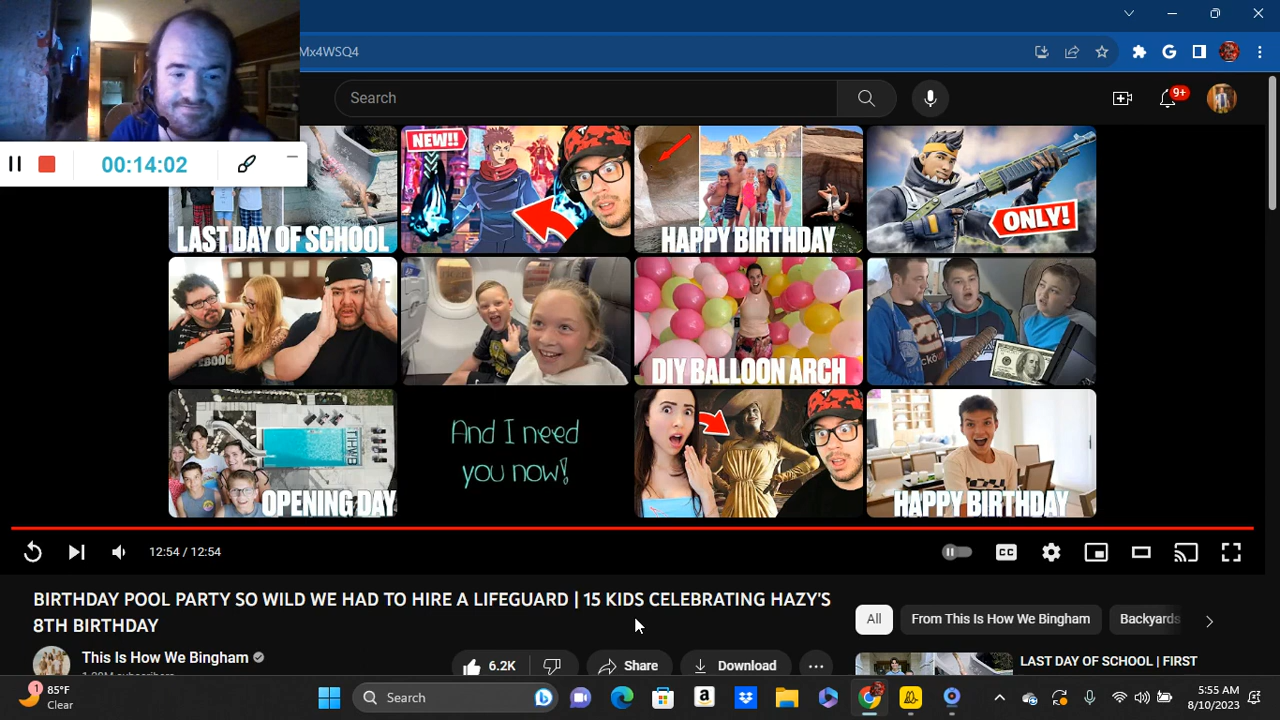 Mx4WSQ4
Search
9+
00:14:02
LAST DAY OF SCHOOL
NEW!!
HAPPY BIRTHDAY
ONLY!
DIY BALLOON ARCH
OPENING DAY
And I need
you now!
HAPPY BIRTHDAY
12:54 / 12:54
CC
BIRTHDAY POOL PARTY SO WILD WE HAD TO HIRE A LIFEGUARD | 15 KIDS CELEBRATING HAZY'S
8TH BIRTHDAY
All
From This Is How We Bingham
Backyards
This Is How We Bingham
6.2K
Share
Download
LAST DAY OF SCHOOL | FIRST
1
85°F
Clear
Search
5:55 AM
8/10/2023